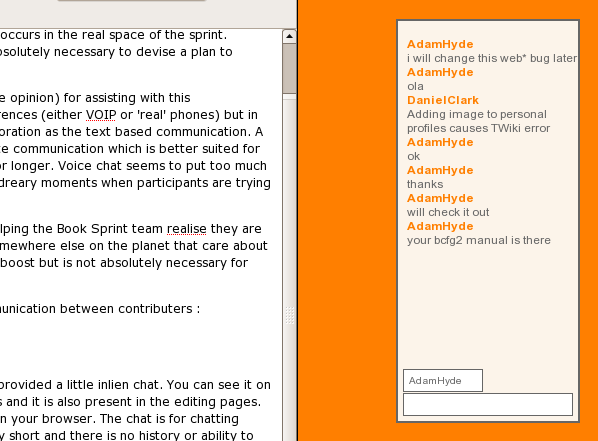 occurs in the real space of the sprint.
bsolutely necessary to devise a plan to
e opinion) for assisting with this
rences (either VOIP or 'real' phones) but in
oration as the text based communication. A
te communication which is better suited for
or longer. Voice chat seems to put too much
dreary moments when participants are trying
elping the Book Sprint team realise they are
omewhere else on the planet that care about
boost but is not absolutely necessary for
munication between contributers :
provided a little inlien chat. You can see it on
s and it is also present in the editing pages.
n your browser. The chat is for chatting
y short and there is no history or ability to
AdamHyde
i will change this web* bug later
AdamHyde
ola
DanielClark
Adding image to personal
profiles causes TWiki error
AdamHyde
ok
AdamHyde
thanks
AdamHyde
will check it out
AdamHyde
your bcfg2 manual is there
AdamHyde